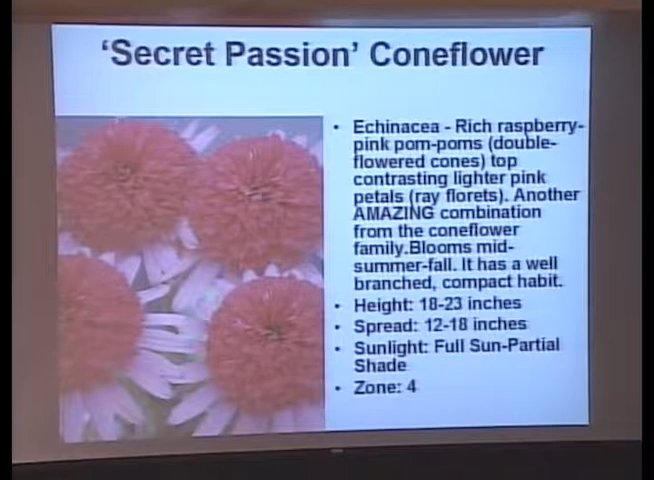 ‘Secret Passion’ Coneflower
• Echinacea - Rich raspberry-
pink pom-poms (double-
flowered cones) top
contrasting lighter pink
petals (ray florets). Another
AMAZING combination
from the coneflower
family.Blooms mid-
summer-fall. It has a well
branched, compact habit.
• Height: 18-23 inches
• Spread: 12-18 inches
• Sunlight: Full Sun-Partial
Shade
• Zone: 4